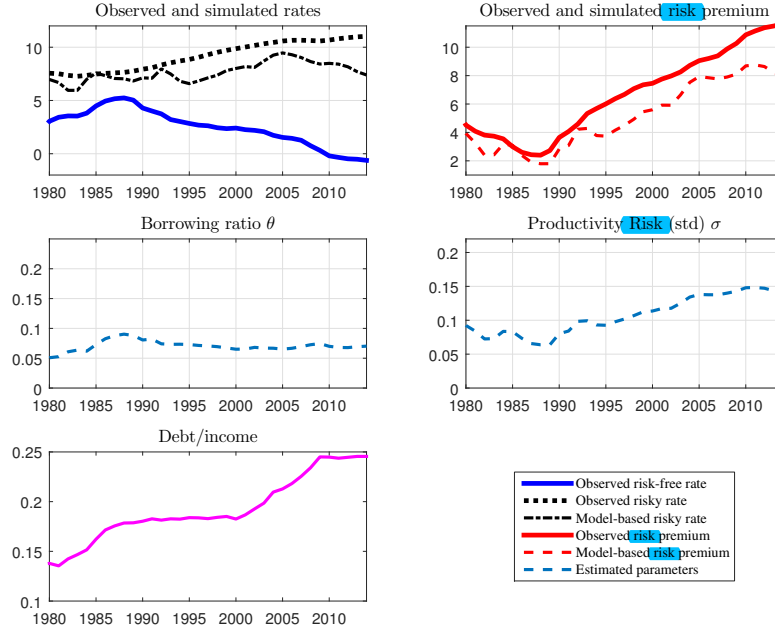 Observed and simulated rates
10
5
0
1980 1985 1990 1995 2000 2005 2010
Observed and simulated risk premium
10
8
6
4
2
1980 1985 1990 1995 2000 2005 2010
Borrowing ratio θ
0.2
0.15
0.1
0.05
0
1980 1985 1990 1995 2000 2005 2010
Productivity Risk (std) σ
0.2
0.15
0.1
0.05
0
1980 1985 1990 1995 2000 2005 2010
Debt/income
0.25
0.2
0.15
0.1
1980 1985 1990 1995 2000 2005 2010
Observed risk-free rate
Observed risky rate
Model-based risky rate
Observed risk premium
Model-based risk premium
Estimated parameters